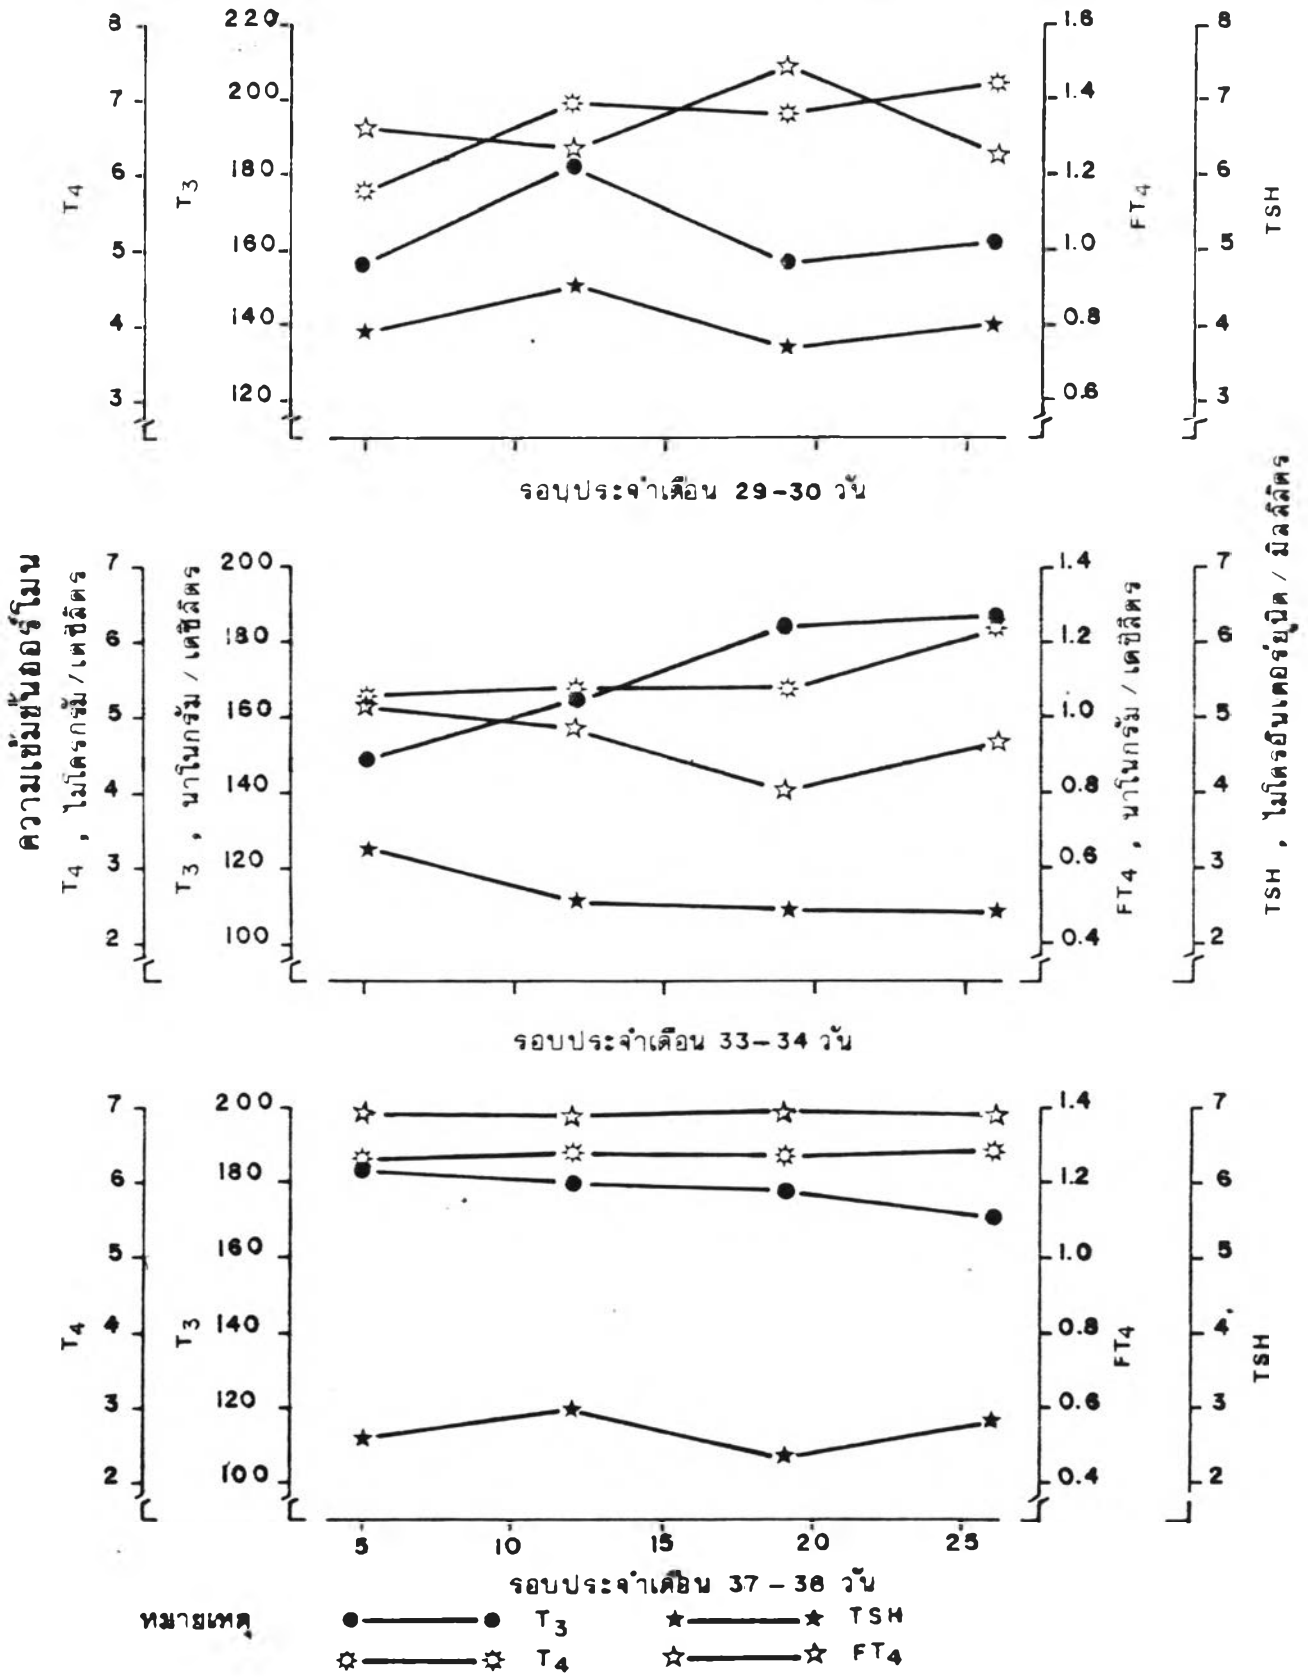 8 220 1.6 8
7 200 1.4 7
6 180 1.2 6
T4 T3 FT4 TSH
5 160 1.0 5
4 140 0.8 4
3 120 0.6 3
รอบประจำเดือน 29-30 วัน
ความเข้มข้นฮอร์โมน
T4 , ไมโครกรัม/เดซิลิตร
T3 , นาโนกรัม/เดซิลิตร
FT4 , นาโนกรัม/เดซิลิตร
TSH , ไมโครอินเตอร์ยูนิต/มิลลิลิตร
7 200 1.4 7
6 180 1.2 6
5 160 1.0 5
4 140 0.8 4
3 120 0.6 3
2 100 0.4 2
รอบประจำเดือน 33-34 วัน
7 200 1.4 7
6 180 1.2 6
5 160 1.0 5
4 140 0.8 4
T4 T3 FT4 TSH
3 120 0.6 3
2 100 0.4 2
5 10 15 20 25
รอบประจำเดือน 37-38 วัน
หมายเหตุ T3 TSH
T4 FT4